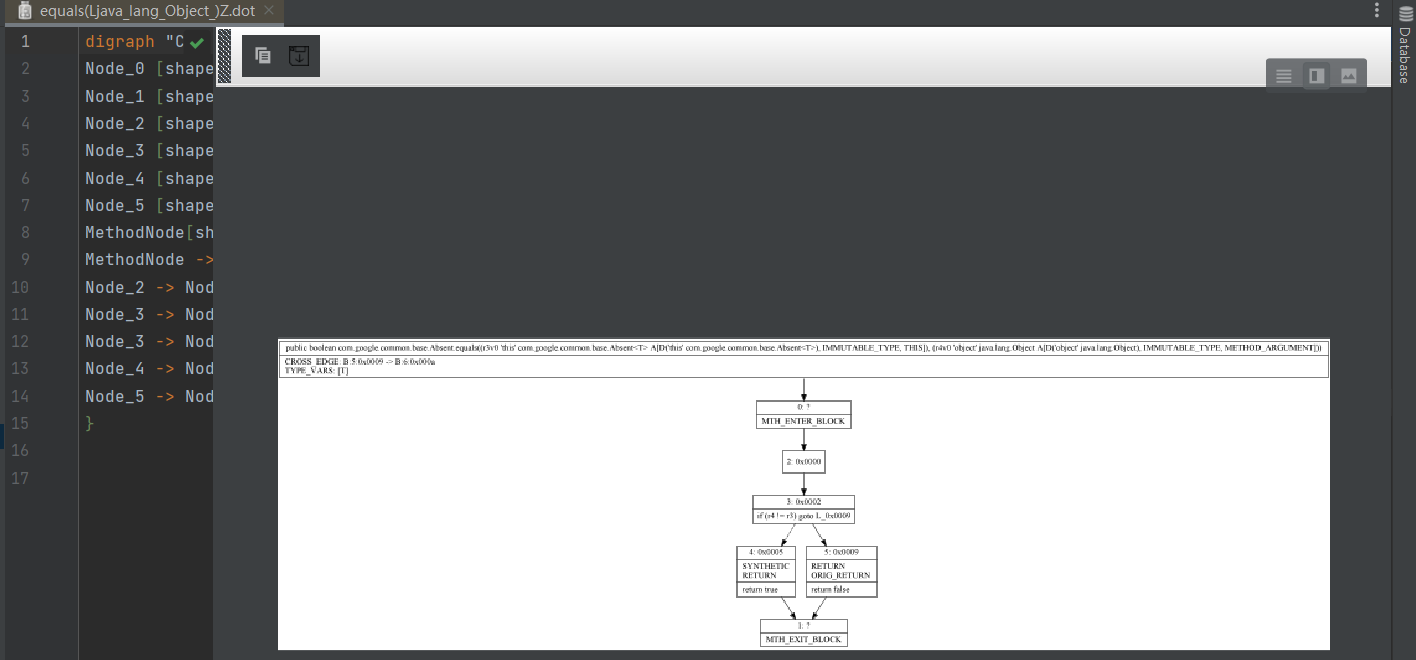 equals(Ljava_lang_Object_)Z.dot
1 digraph "C
2 Node_0 [shape
3 Node_1 [shape
4 Node_2 [shape
5 Node_3 [shape
6 Node_4 [shape
7 Node_5 [shape
8 MethodNode[sh
9 MethodNode ->
10 Node_2 -> Nod
11 Node_3 -> Nod
12 Node_3 -> Nod
13 Node_4 -> Nod
14 Node_5 -> Nod
15 }
16
17
Database
public boolean com.google.common.base.Absent.equals((r3v0 'this' com.google.common.base.Absent<T> A[D('this' com.google.common.base.Absent<T>), IMMUTABLE_TYPE, THIS]), (r4v0 'object' java.lang.Object A[D('object' java.lang.Object), IMMUTABLE_TYPE, METHOD_ARGUMENT]))
CROSS_EDGE: B:5:0x0009 -> B:6:0x000a
TYPE_VARS: [T]
0: ?
MTH_ENTER_BLOCK
2: 0x0000
3: 0x0002
if (r4 != r3) goto L_0x0009
4: 0x0005
SYNTHETIC
RETURN
return true
5: 0x0009
RETURN
ORIG_RETURN
return false
1: ?
MTH_EXIT_BLOCK